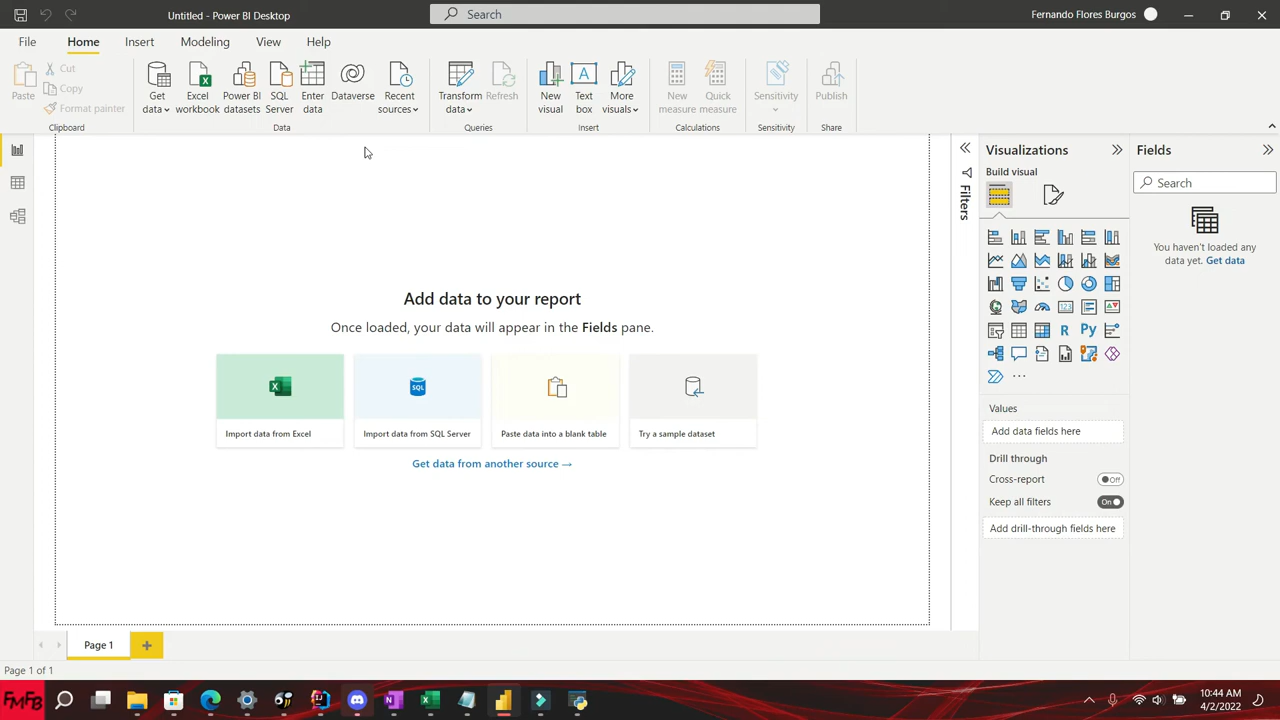 Untitled - Power BI Desktop
Search
Fernando Flores Burgos
File
Home
Insert
Modeling
View
Help
Paste
Cut
Copy
Format painter
Clipboard
Get data
Excel workbook
Power BI datasets
SQL Server
Enter data
Dataverse
Recent sources
Data
Transform data
Refresh
Queries
New visual
Text box
More visuals
Insert
New measure
Quick measure
Calculations
Sensitivity
Sensitivity
Publish
Share
Filters
Visualizations
Build visual
R
Py
123
Values
Add data fields here
Drill through
Cross-report
Off
Keep all filters
On
Add drill-through fields here
Fields
Search
You haven't loaded any
data yet. Get data
Add data to your report
Once loaded, your data will appear in the Fields pane.
SQL
Import data from Excel
Import data from SQL Server
Paste data into a blank table
Try a sample dataset
Get data from another source →
Page 1
Page 1 of 1
FMFB
10:44 AM
4/2/2022